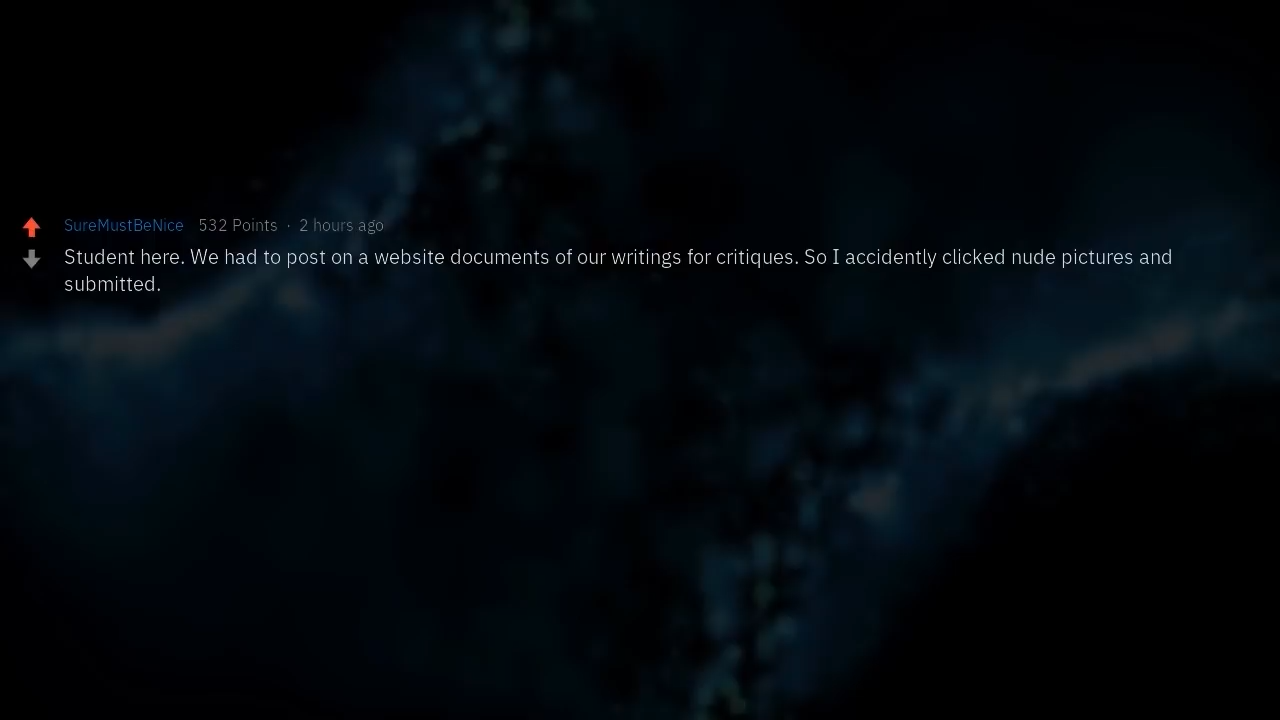 SureMustBeNice 532 Points · 2 hours ago
Student here. We had to post on a website documents of our writings for critiques. So I accidently clicked nude pictures and
submitted.